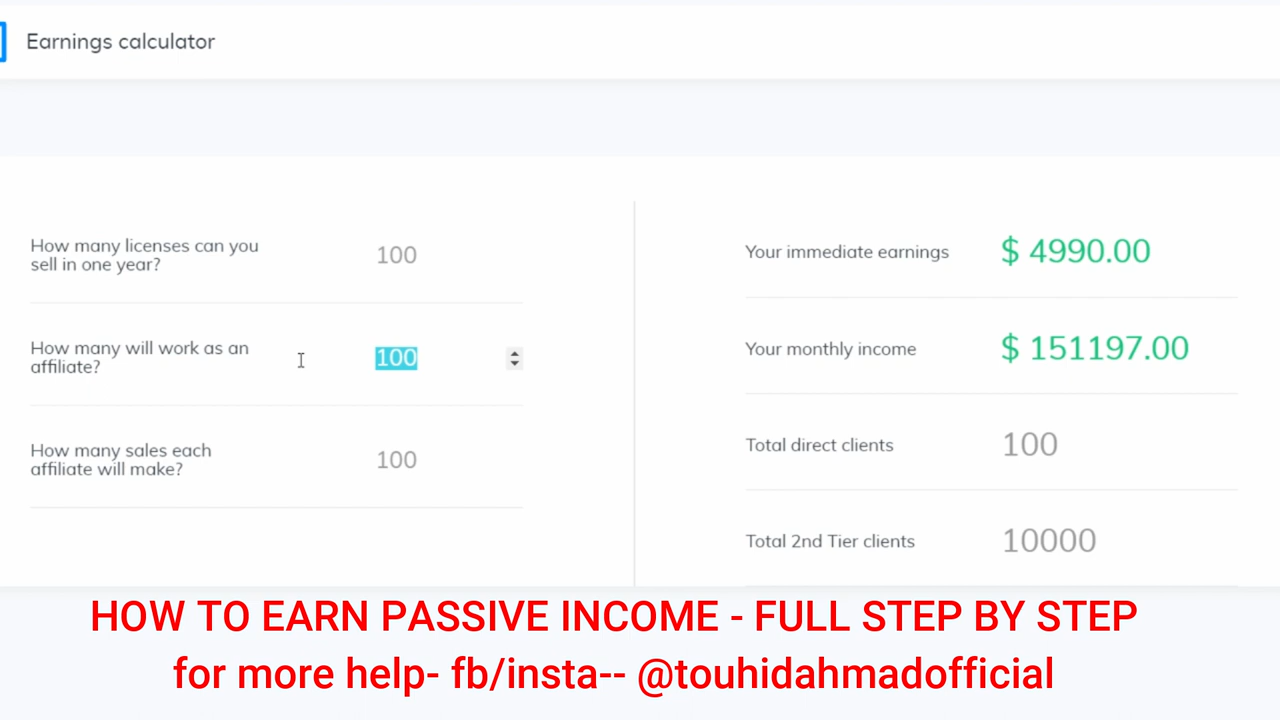 Earnings calculator
How many licenses can you
sell in one year?
100
How many will work as an
affiliate?
100
How many sales each
affiliate will make?
100
Your immediate earnings
$ 4990.00
Your monthly income
$ 151197.00
Total direct clients
100
Total 2nd Tier clients
10000
HOW TO EARN PASSIVE INCOME - FULL STEP BY STEP
for more help- fb/insta-- @touhidahmadofficial